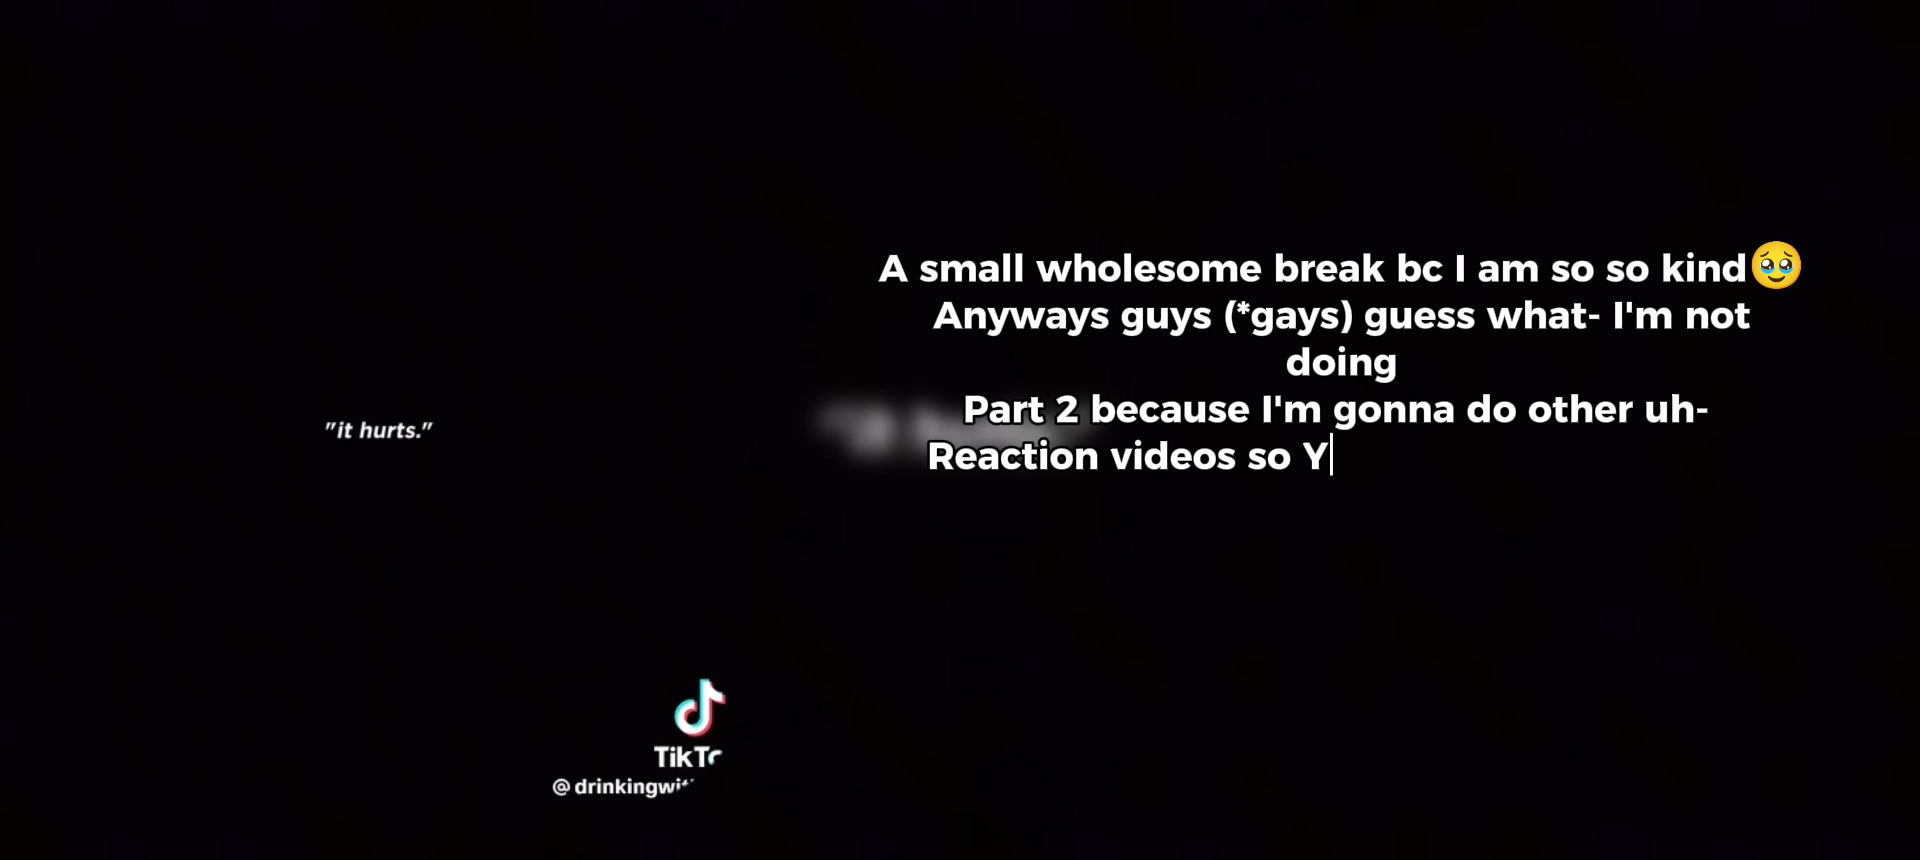 A small wholesome break bc I am so so kind🥹
Anyways guys (*gays) guess what- I'm not
doing
Part 2 because I'm gonna do other uh-
Reaction videos so Y
"it hurts."
TikTo
@drinkingwit